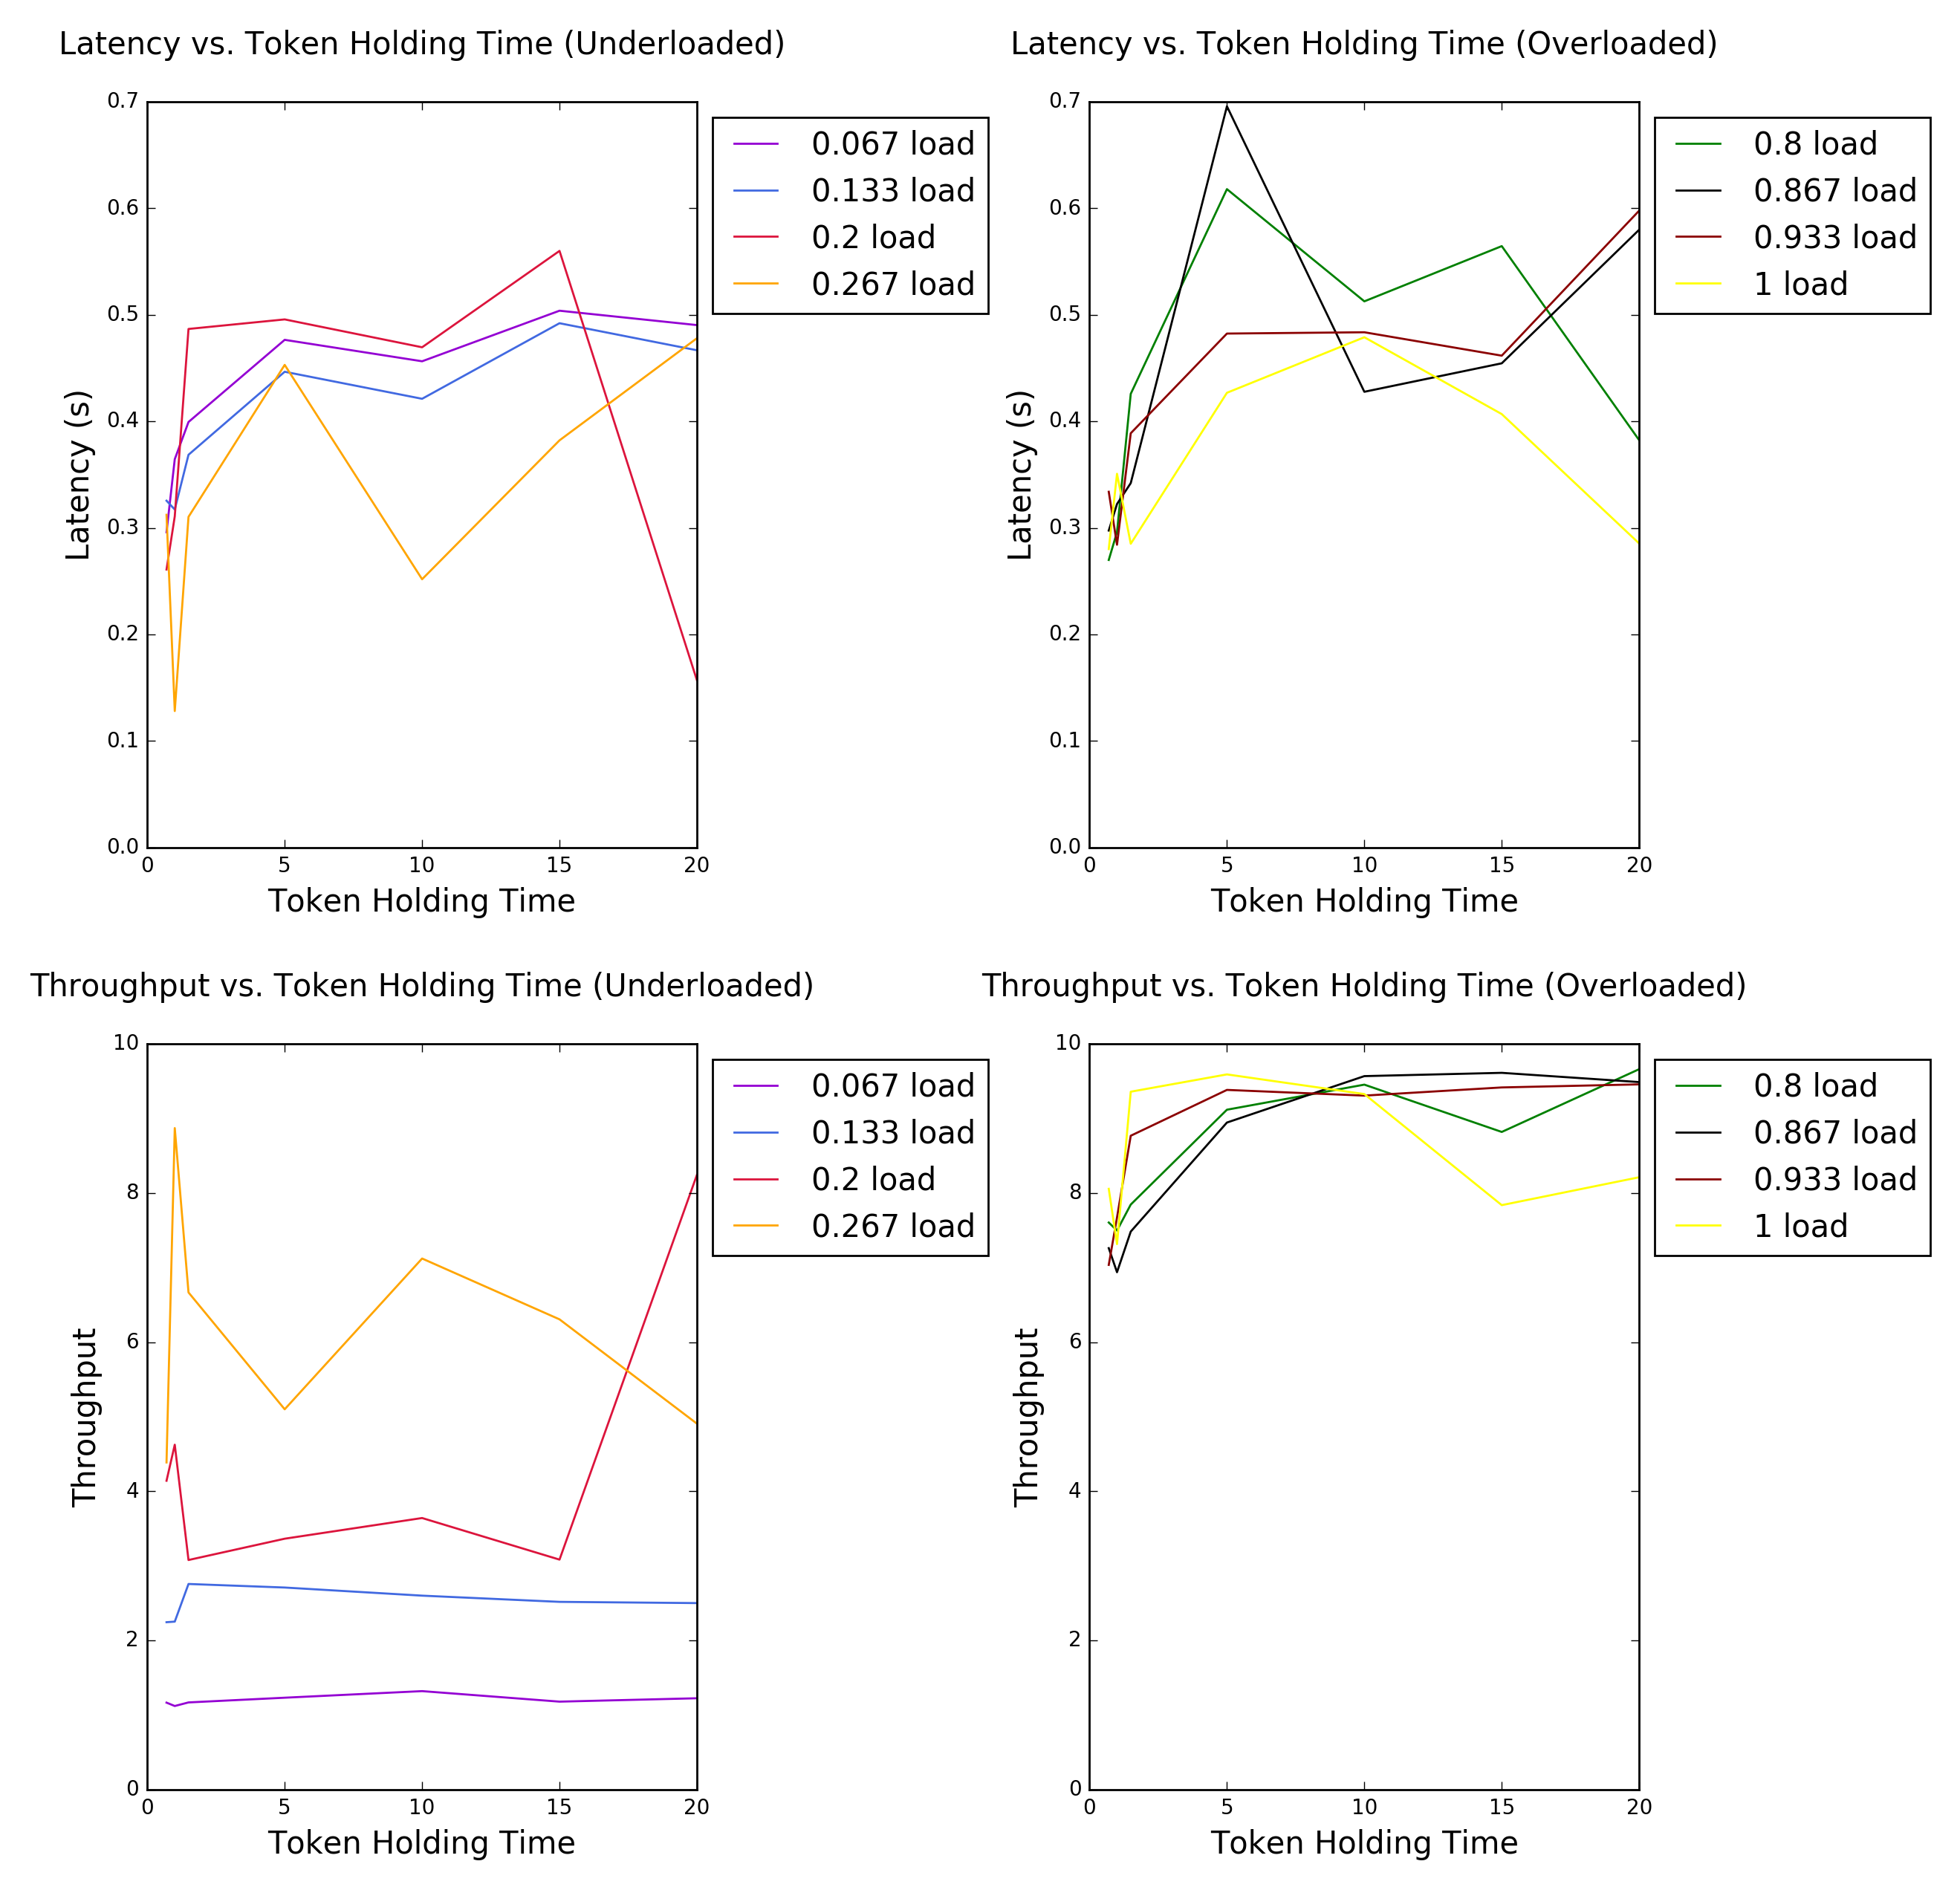 Latency vs. Token Holding Time (Underloaded)
0.7
0.6
0.5
0.4
0.3
0.2
0.1
0.0
Latency (s)
0 5 10 15 20
Token Holding Time
0.067 load
0.133 load
0.2 load
0.267 load
Latency vs. Token Holding Time (Overloaded)
0.7
0.6
0.5
0.4
0.3
0.2
0.1
0.0
Latency (s)
0 5 10 15 20
Token Holding Time
0.8 load
0.867 load
0.933 load
1 load
Throughput vs. Token Holding Time (Underloaded)
10
8
6
4
2
0
Throughput
0 5 10 15 20
Token Holding Time
0.067 load
0.133 load
0.2 load
0.267 load
Throughput vs. Token Holding Time (Overloaded)
10
8
6
4
2
0
Throughput
0 5 10 15 20
Token Holding Time
0.8 load
0.867 load
0.933 load
1 load